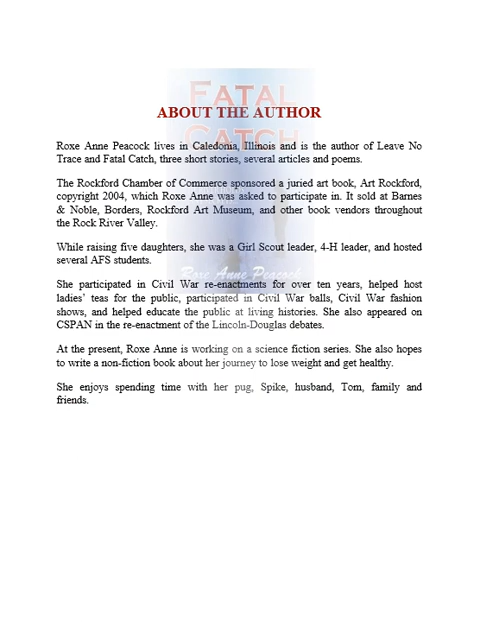 FATAL
ABOUT THE AUTHOR
CATCH
Roxe Anne Peacock lives in Caledonia, Illinois and is the author of Leave No
Trace and Fatal Catch, three short stories, several articles and poems.
The Rockford Chamber of Commerce sponsored a juried art book, Art Rockford,
copyright 2004, which Roxe Anne was asked to participate in. It sold at Barnes
& Noble, Borders, Rockford Art Museum, and other book vendors throughout
the Rock River Valley.
While raising five daughters, she was a Girl Scout leader, 4-H leader, and hosted
several AFS students.
Roxe Anne Peacock
She participated in Civil War re-enactments for over ten years, helped host
ladies’ teas for the public, participated in Civil War balls, Civil War fashion
shows, and helped educate the public at living histories. She also appeared on
CSPAN in the re-enactment of the Lincoln-Douglas debates.
At the present, Roxe Anne is working on a science fiction series. She also hopes
to write a non-fiction book about her journey to lose weight and get healthy.
She enjoys spending time with her pug, Spike, husband, Tom, family and
friends.